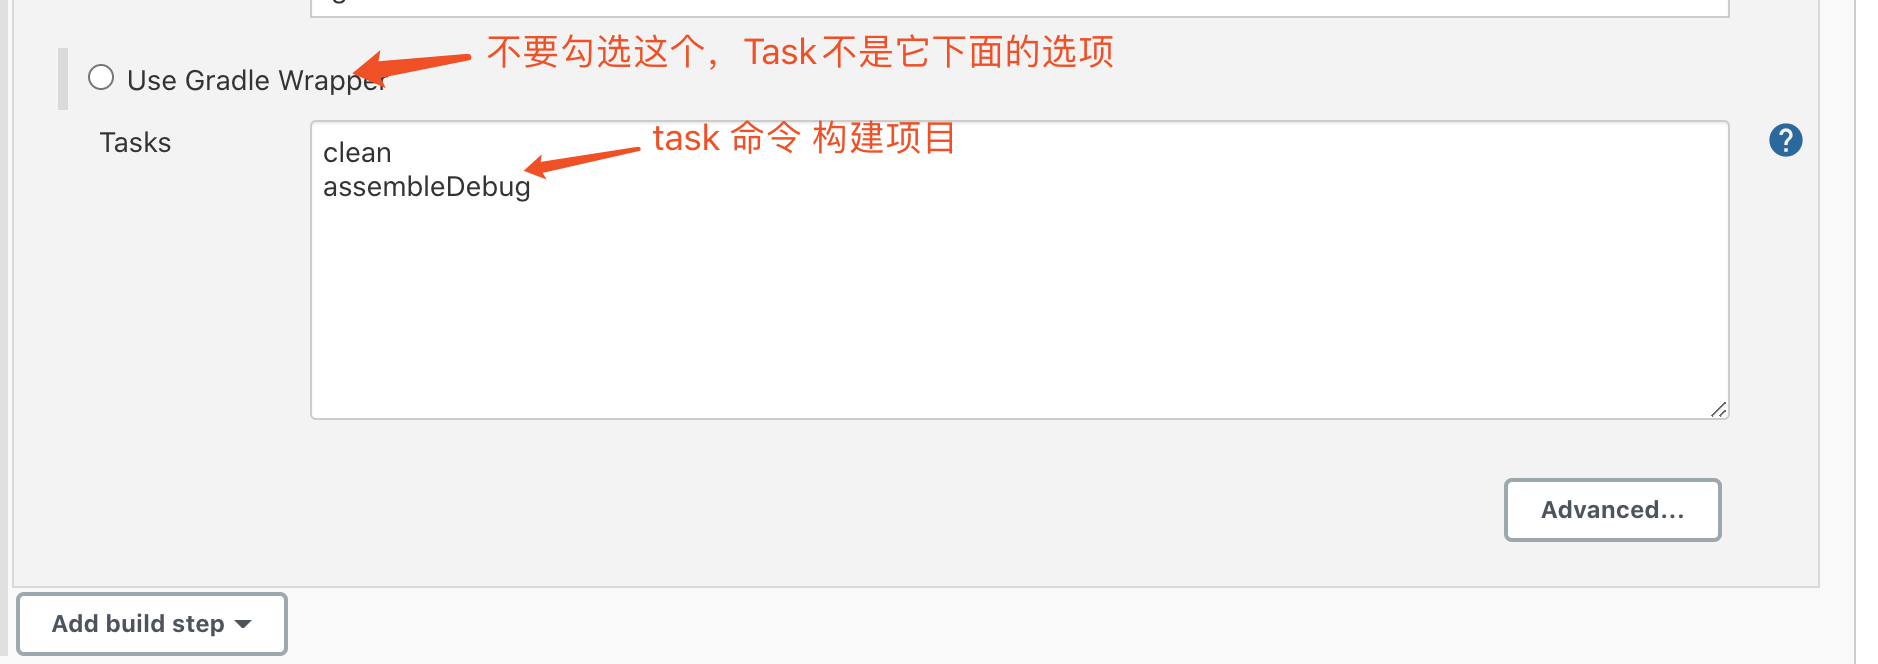 不要勾选这个，Task不是它下面的选项
Use Gradle Wrapper
Tasks
task 命令 构建项目
clean
assembleDebug
?
Advanced...
Add build step